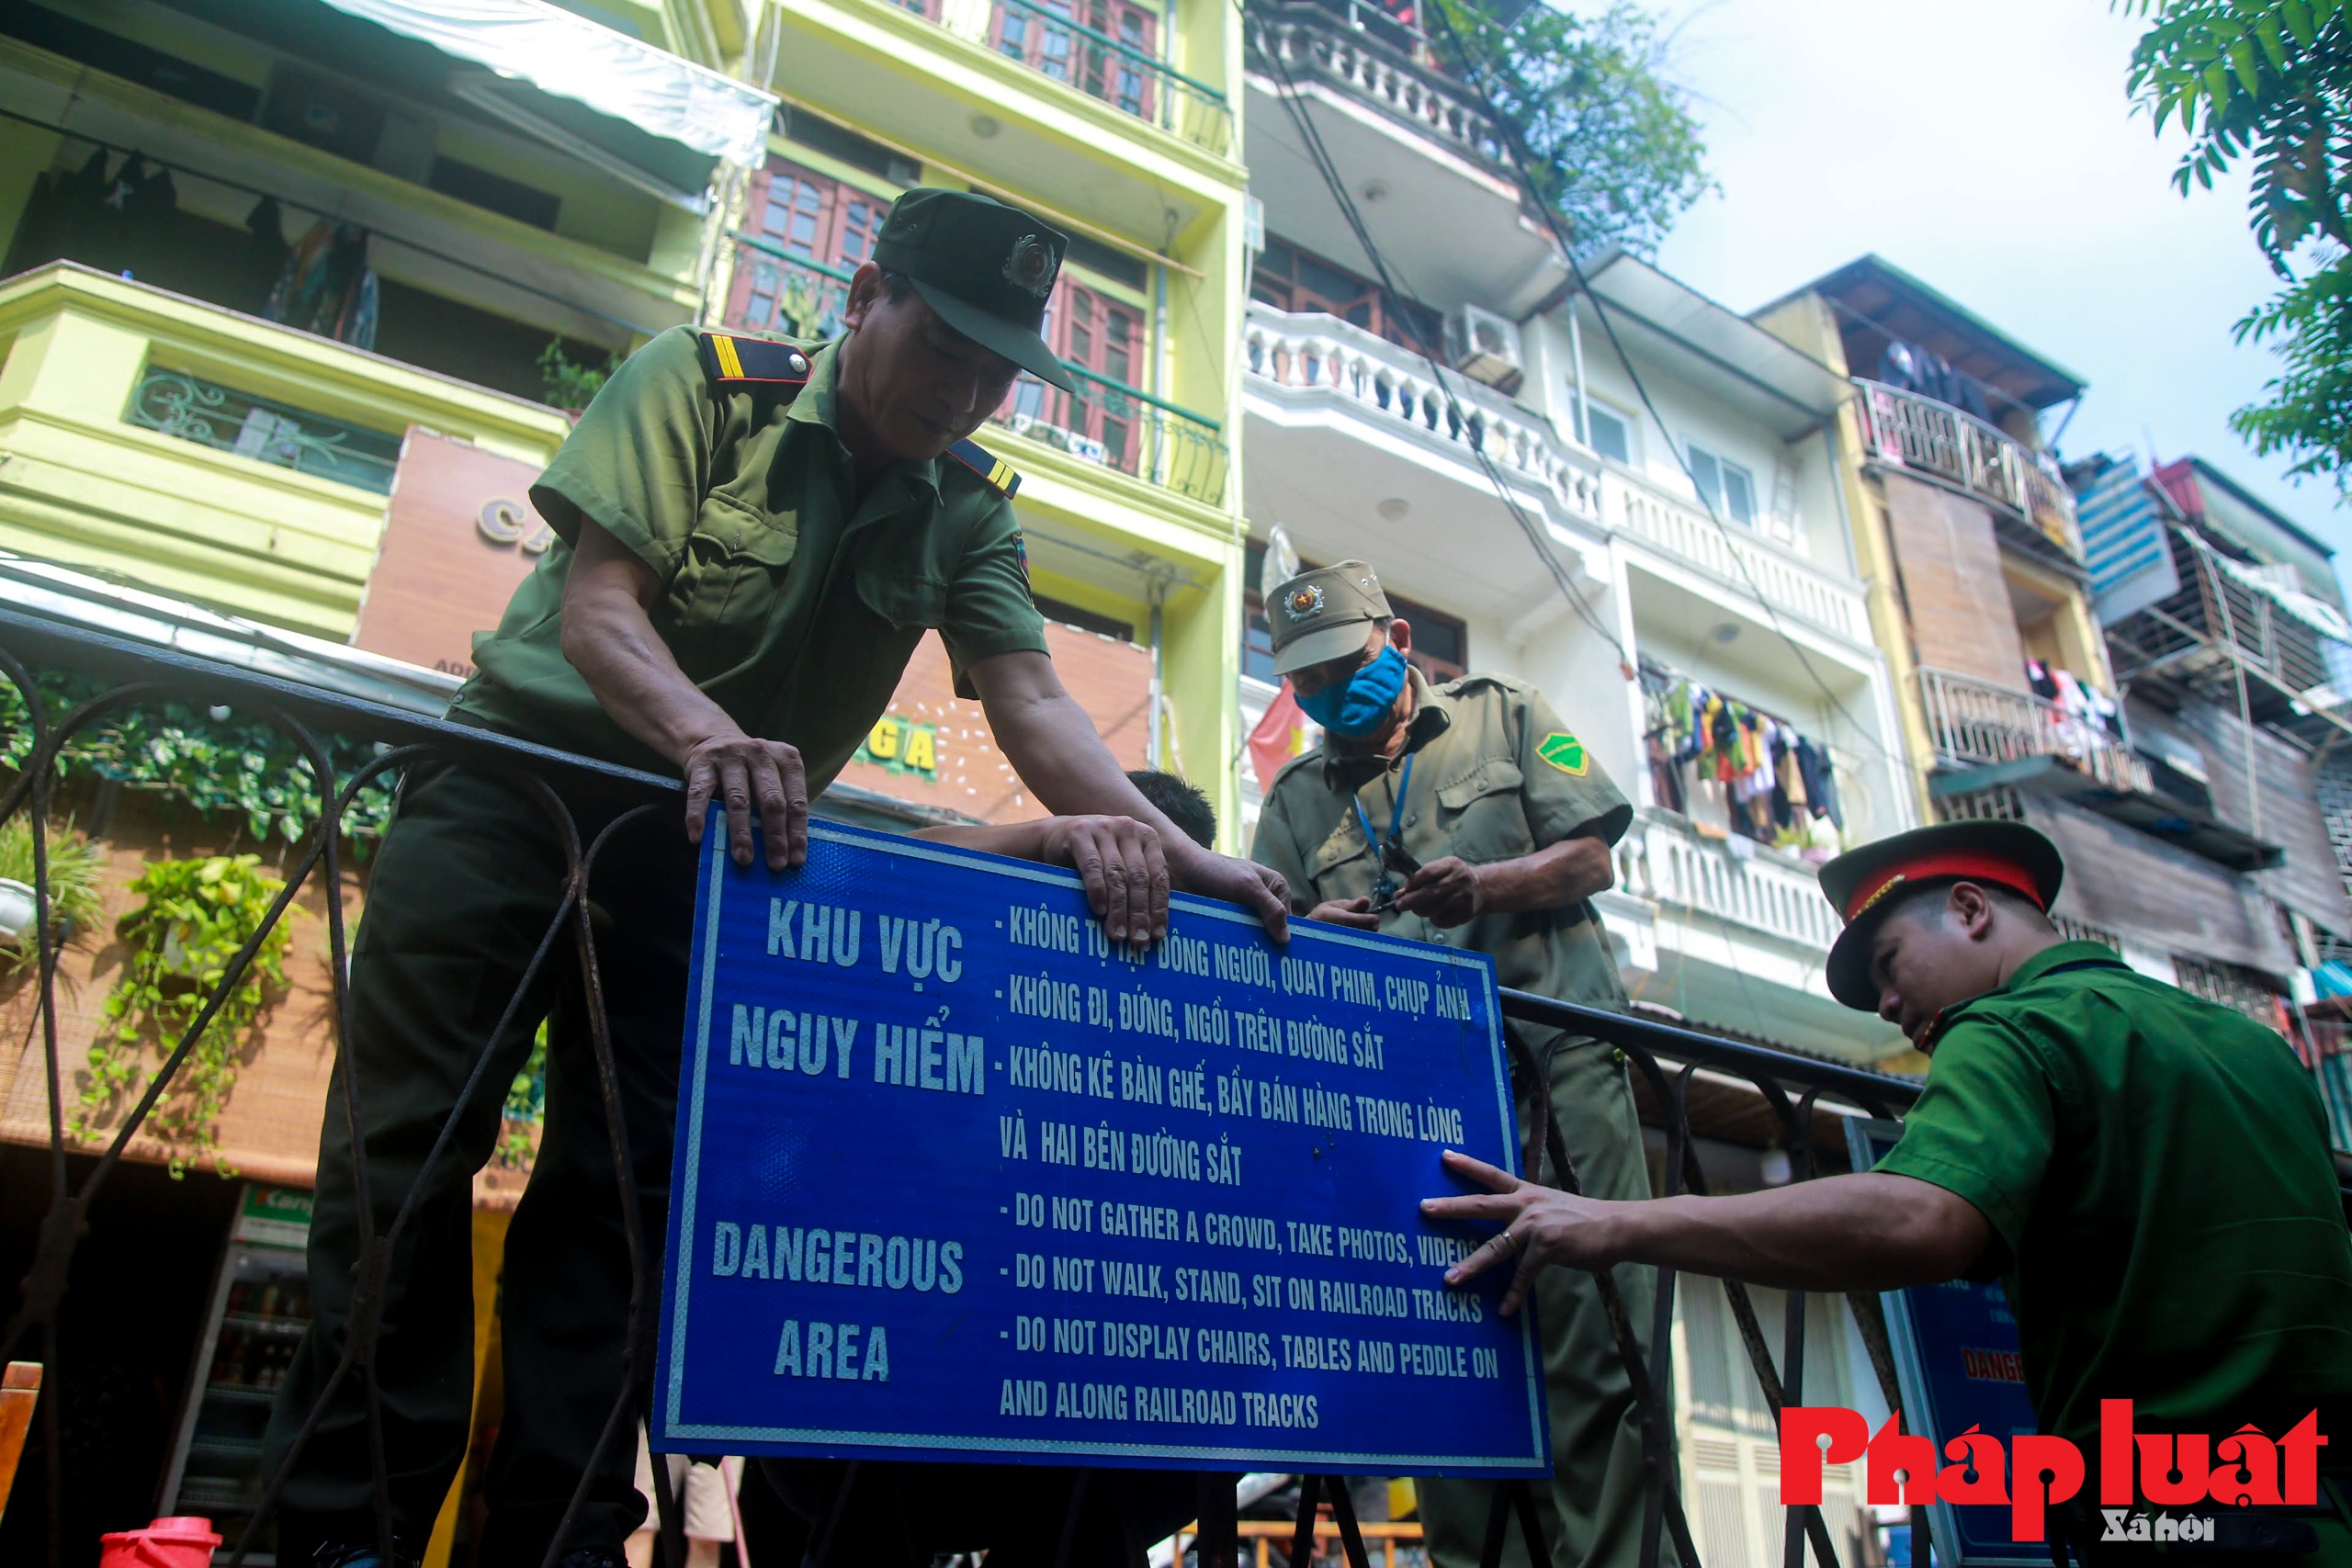 KHU VỰC
NGUY HIỂM
- KHÔNG TỤ TẬP ĐÔNG NGƯỜI, QUAY PHIM, CHỤP ẢNH
- KHÔNG ĐI, ĐỨNG, NGỒI TRÊN ĐƯỜNG SẮT
- KHÔNG KÊ BÀN GHẾ, BẦY BÁN HÀNG TRONG LÒNG
VÀ HAI BÊN ĐƯỜNG SẮT
DANGEROUS
AREA
- DO NOT GATHER A CROWD, TAKE PHOTOS, VIDEOS
- DO NOT WALK, STAND, SIT ON RAILROAD TRACKS
- DO NOT DISPLAY CHAIRS, TABLES AND PEDDLE ON
AND ALONG RAILROAD TRACKS
GA
Pháp luật
Xã hội